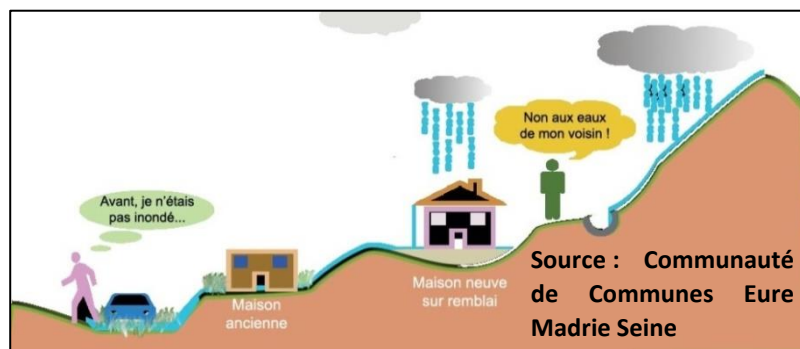 Non aux eaux
de mon voisin !
Avant, je n'étais
pas inondé...
Maison
ancienne
Maison neuve
sur remblai
Source : Communauté
de Communes Eure
Madrie Seine